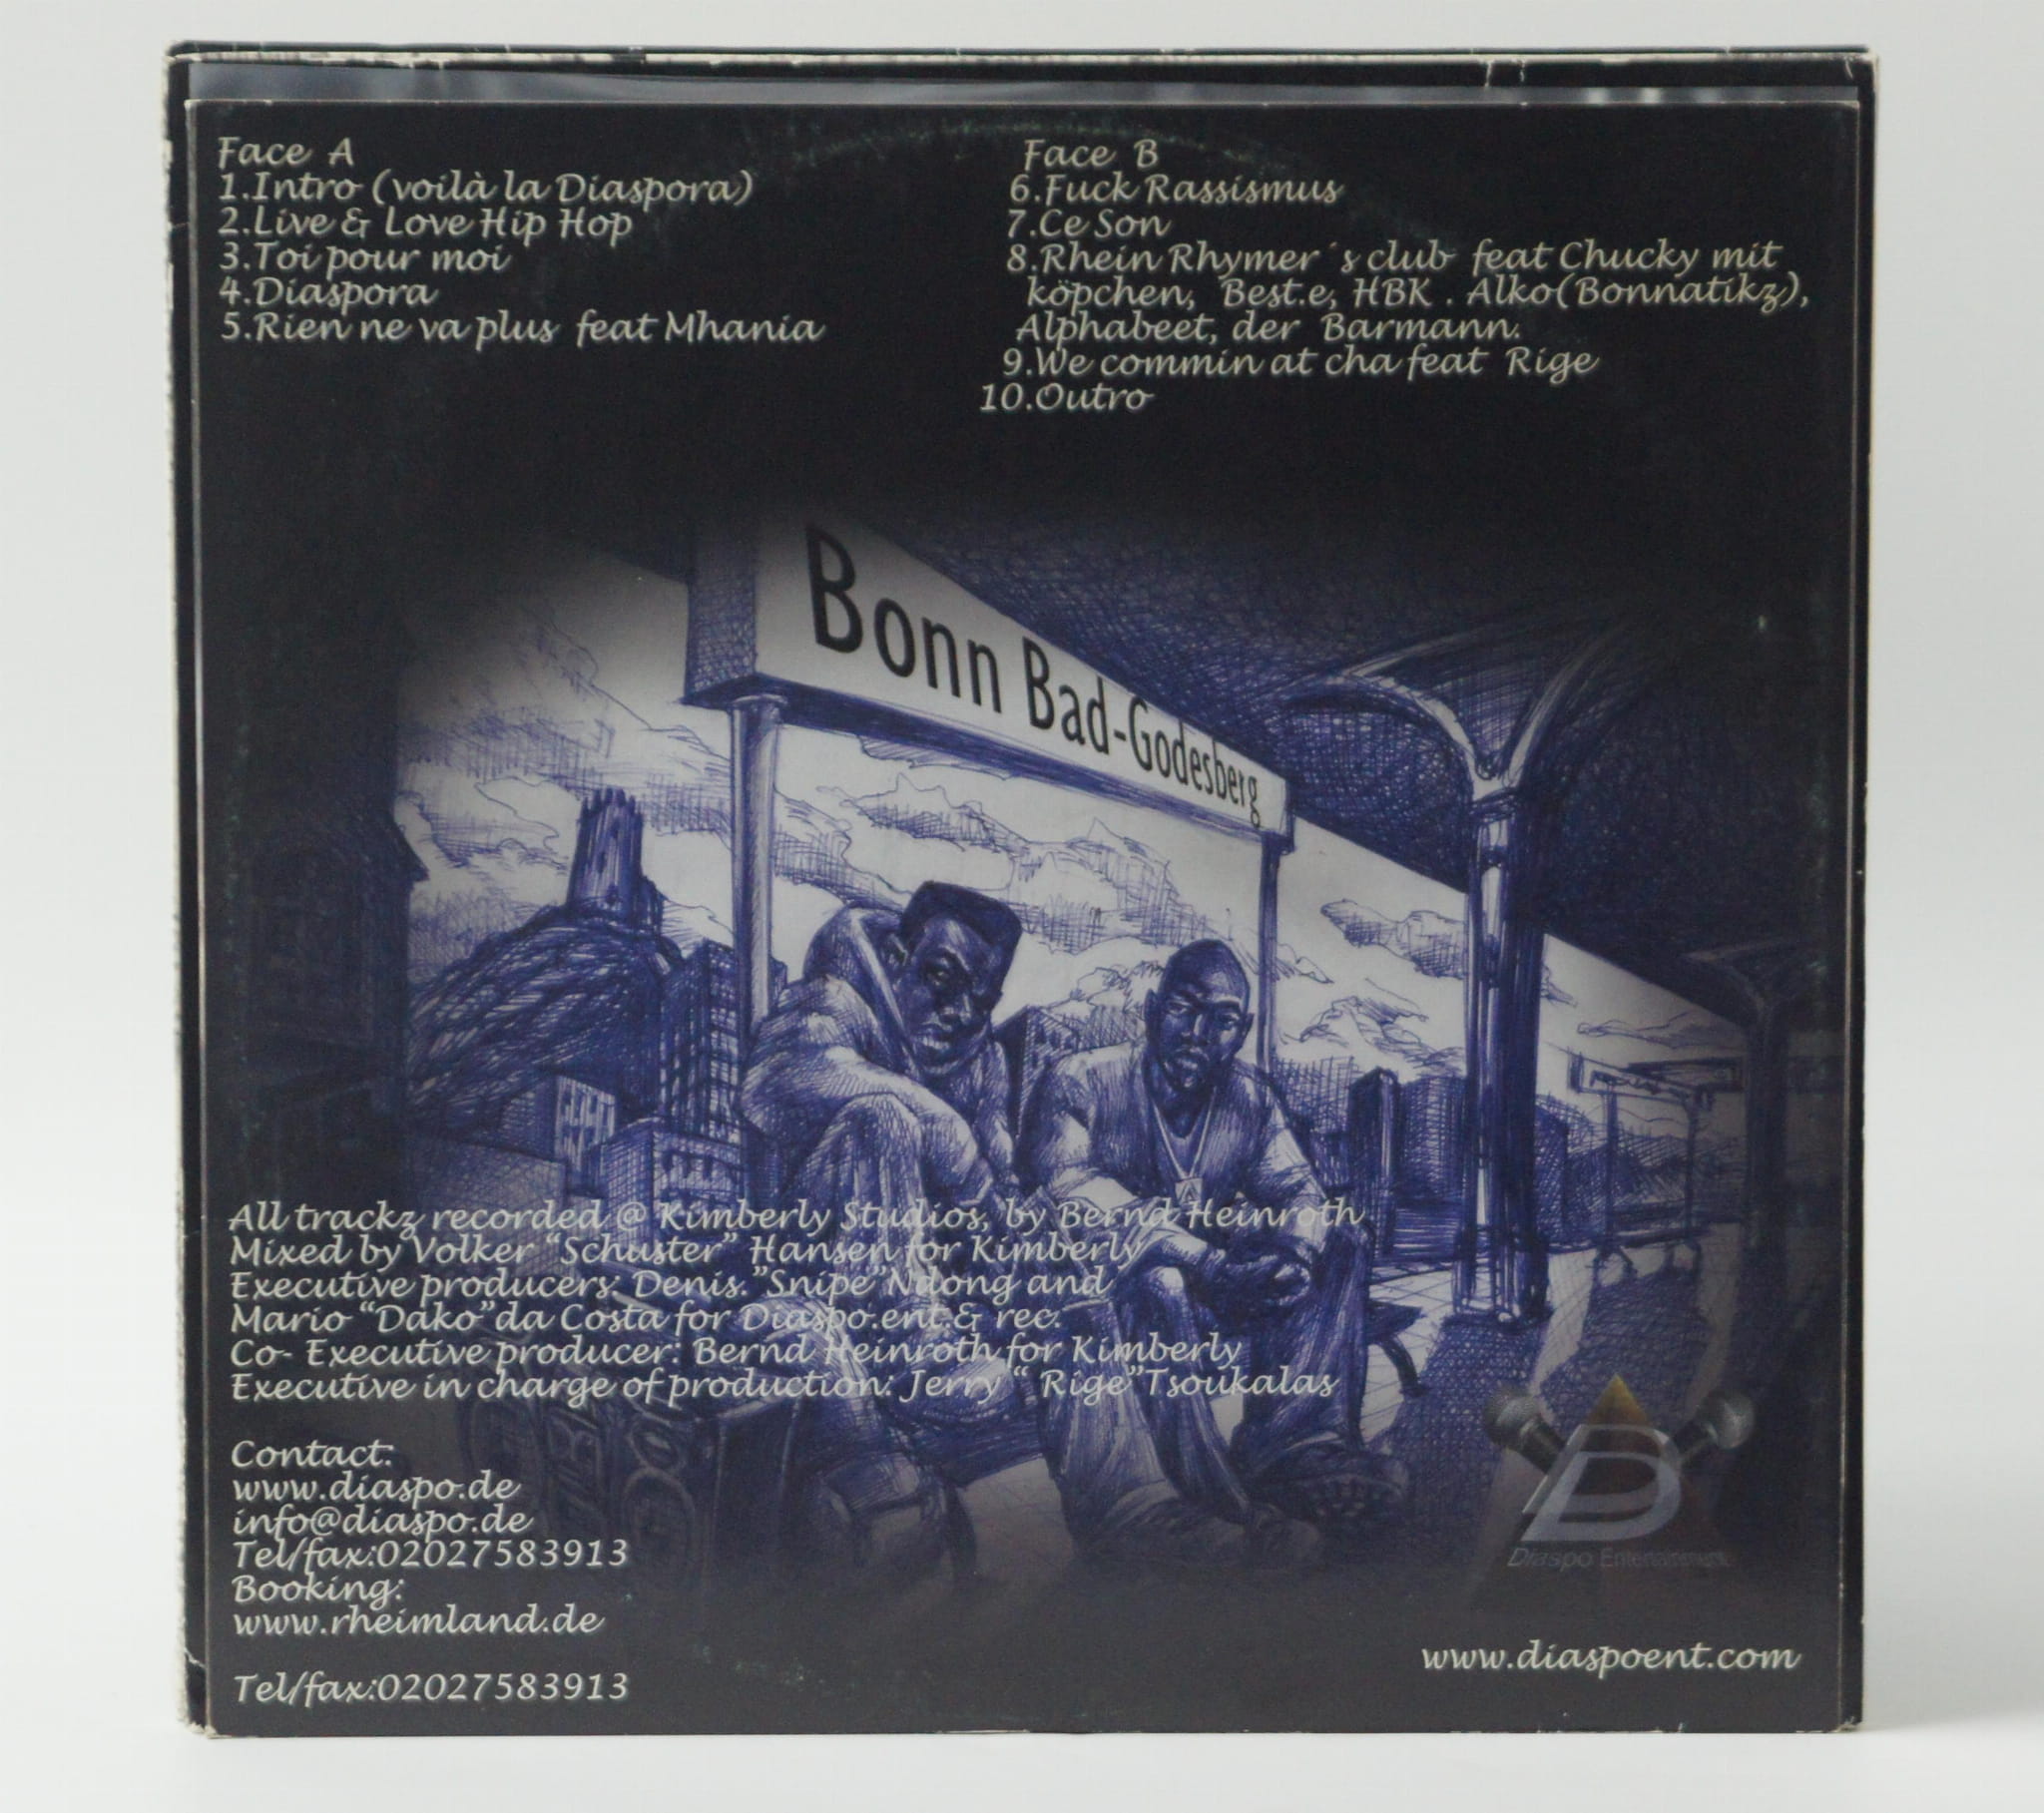 Face A
1.Intro (voilà la Diaspora)
2.Live & Love Hip Hop
3.Toi pour moi
4.Diaspora
5.Rien ne va plus feat Mhania
Face B
6.Fuck Rassismus
7.Ce Son
8.Rhein Rhymer´s club feat Chucky mit
köpchen, Best.e, HBK . Alko(Bonnatikz),
Alphabeet, der Barmann.
9.We commin at cha feat Rige
10.Outro
Bonn Bad-Godesberg
All trackz recorded @ Kimberly Studios, by Bernd Heinroth
Mixed by Volker “Schuster” Hansen for Kimberly
Executive producers: Denis.”Snipe”Ndong and
Mario “Dako”da Costa for Diaspo.ent.& rec.
Co- Executive producer: Bernd Heinroth for Kimberly
Executive in charge of production: Jerry “ Rige”Tsoukalas
Contact:
www.diaspo.de
info@diaspo.de
Tel/fax:02027583913
Booking:
www.rheimland.de
Tel/fax:02027583913
D
Diaspo Entertainment
www.diaspoent.com